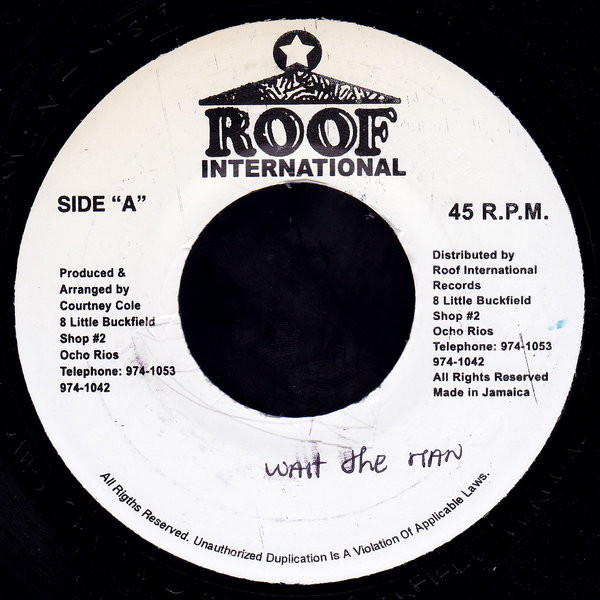 ROOF
INTERNATIONAL
SIDE "A"
45 R.P.M.
Produced &
Arranged by
Courtney Cole
8 Little Buckfield
Shop #2
Ocho Rios
Telephone: 974-1053
974-1042
Distributed by
Roof International
Records
8 Little Buckfield
Shop #2
Ocho Rios
Telephone: 974-1053
974-1042
All Rights Reserved
Made in Jamaica
WANT the MAN
All Rigths Reserved. Unauthorized Duplication Is A Violation Of Applicable Laws.